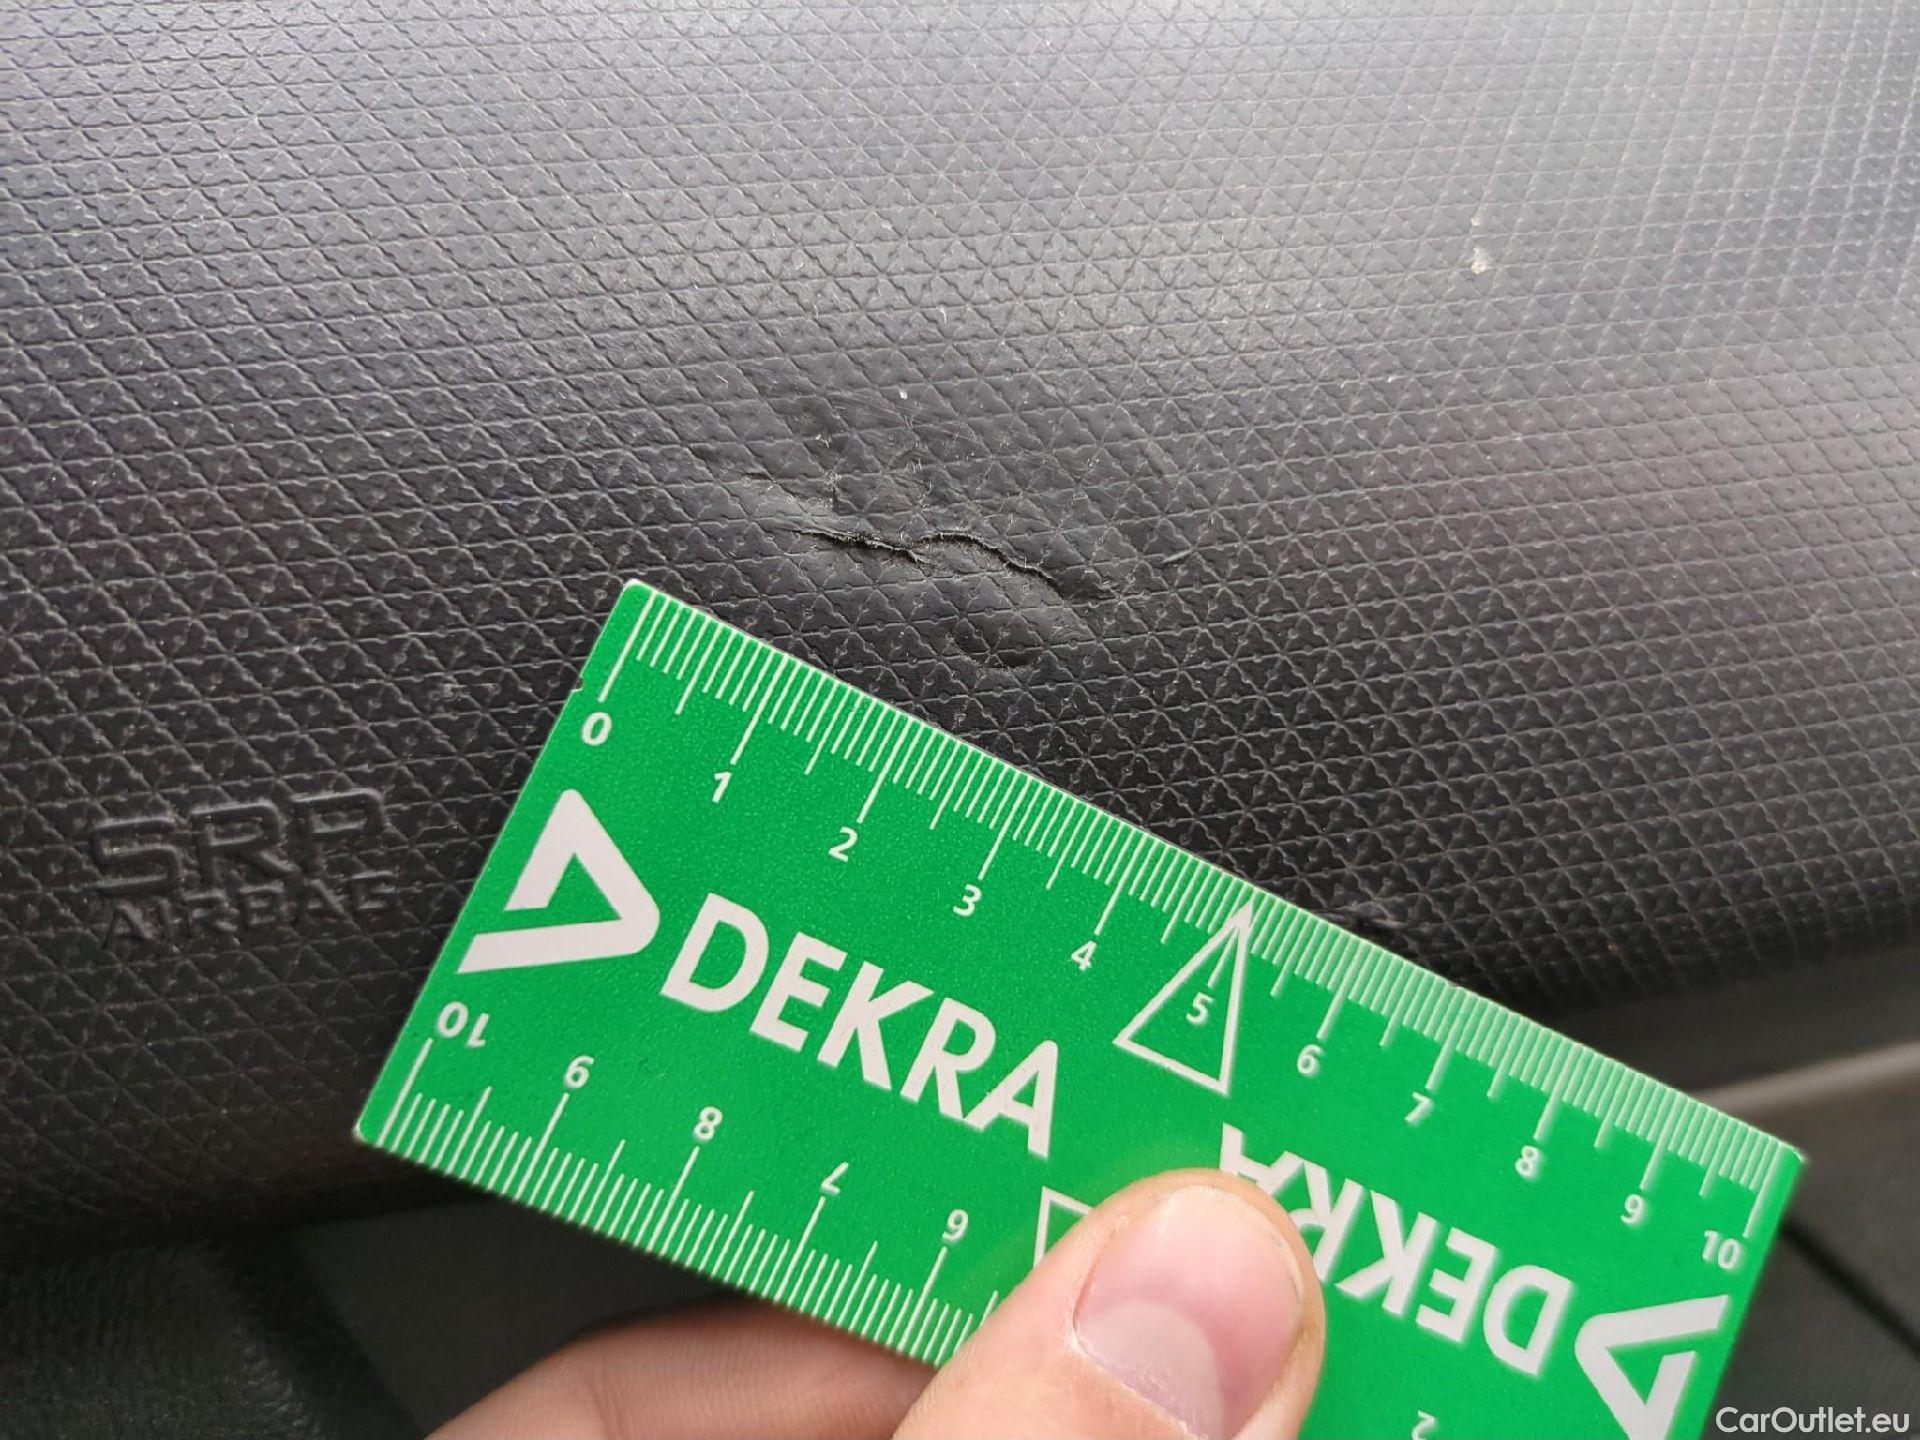 SRP
AIRBAG
0 1 2 3 4 5 6 7 8 9 10
DEKRA
DEKRA
10 9 8 7 6
2
CarOutlet.eu